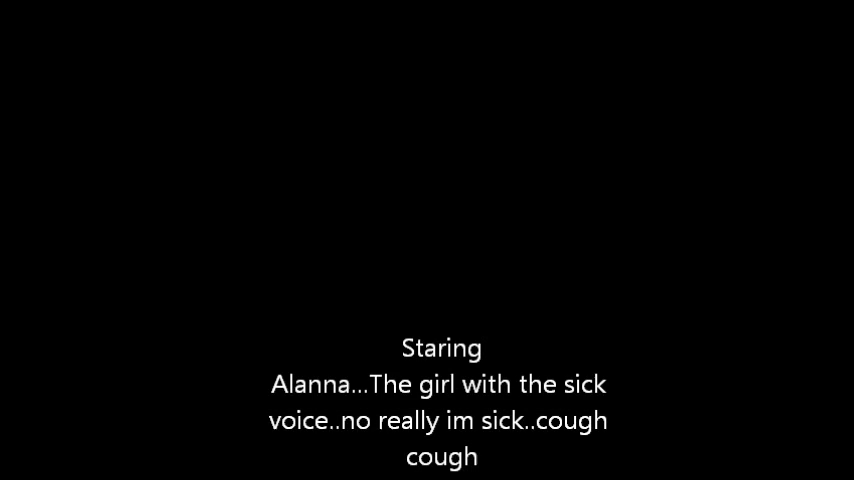 Staring
Alanna...The girl with the sick
voice..no really im sick..cough
cough